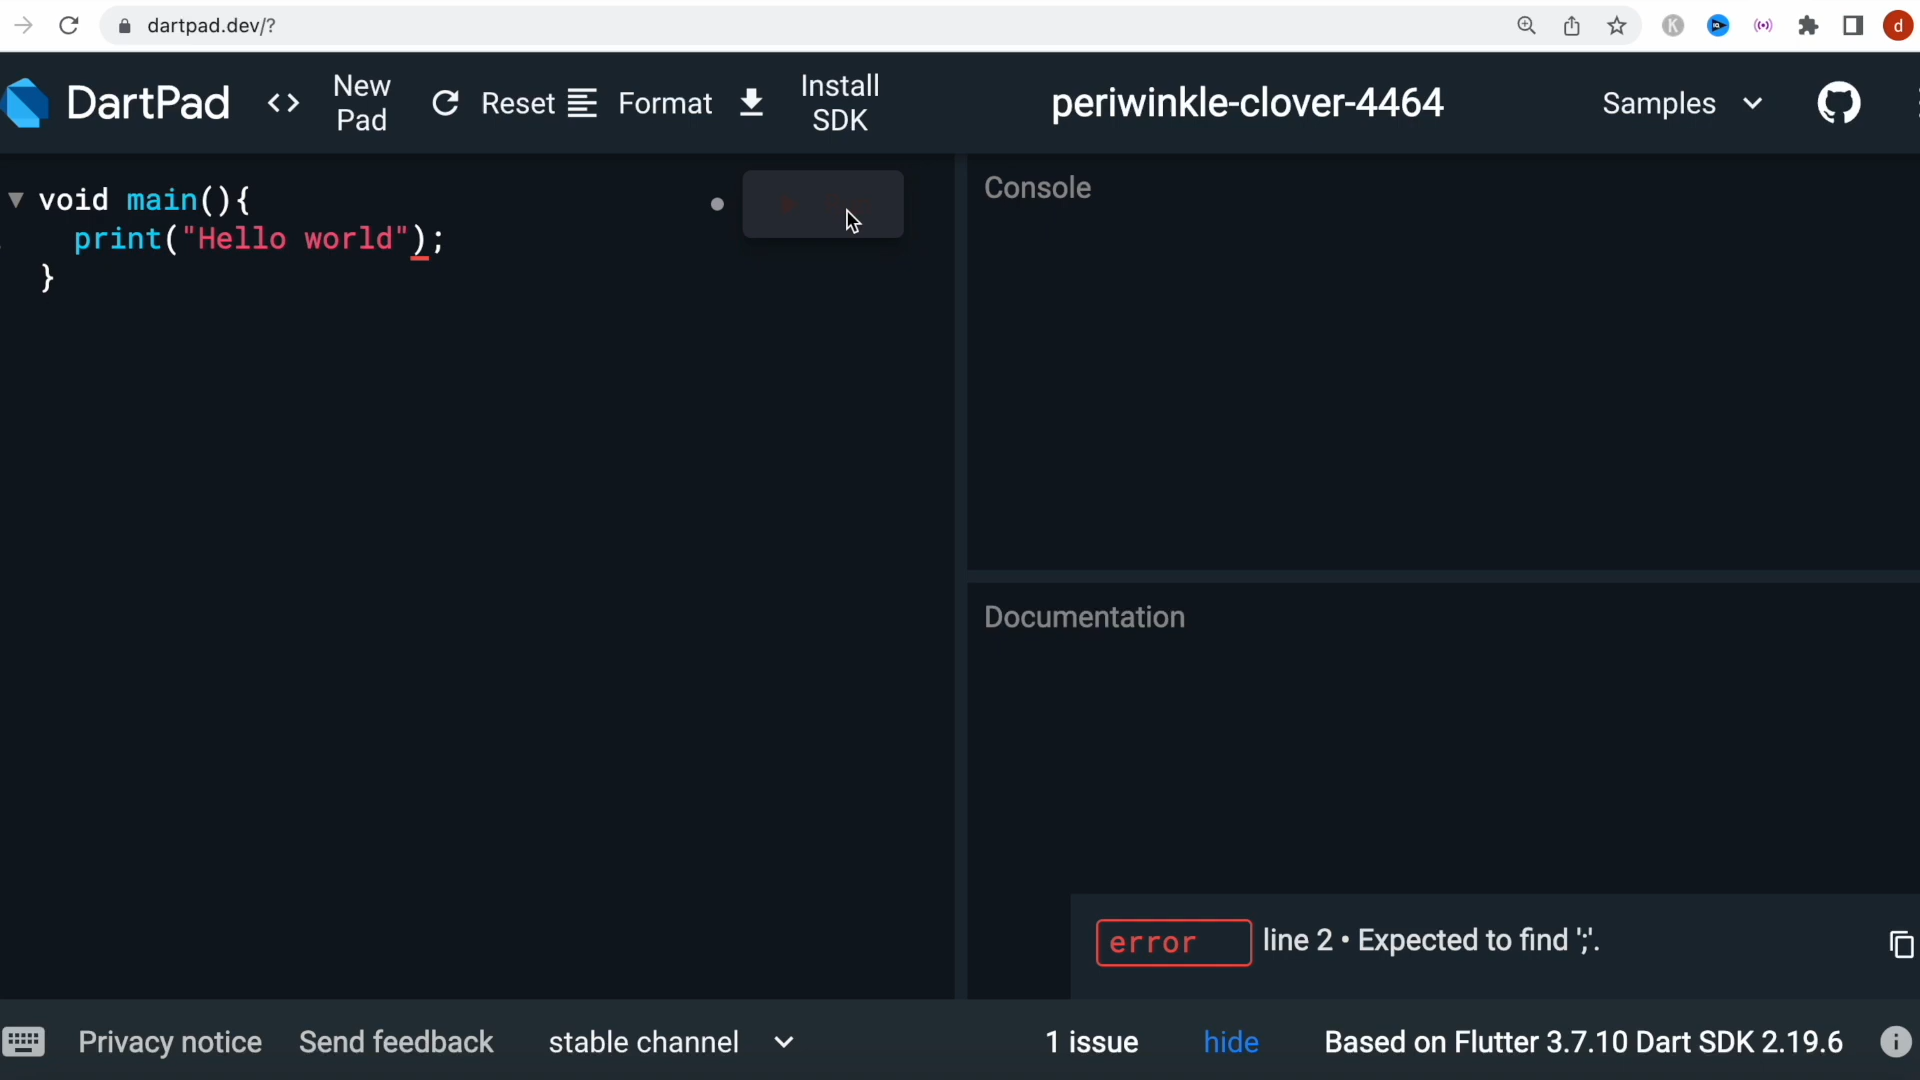 dartpad.dev/?
K
d
DartPad
<> New Pad
Reset
Format
Install SDK
periwinkle-clover-4464
Samples
void main(){
print("Hello world");
}
Console
Documentation
error line 2 • Expected to find ';'.
Privacy notice
Send feedback
stable channel
1 issue
hide
Based on Flutter 3.7.10 Dart SDK 2.19.6